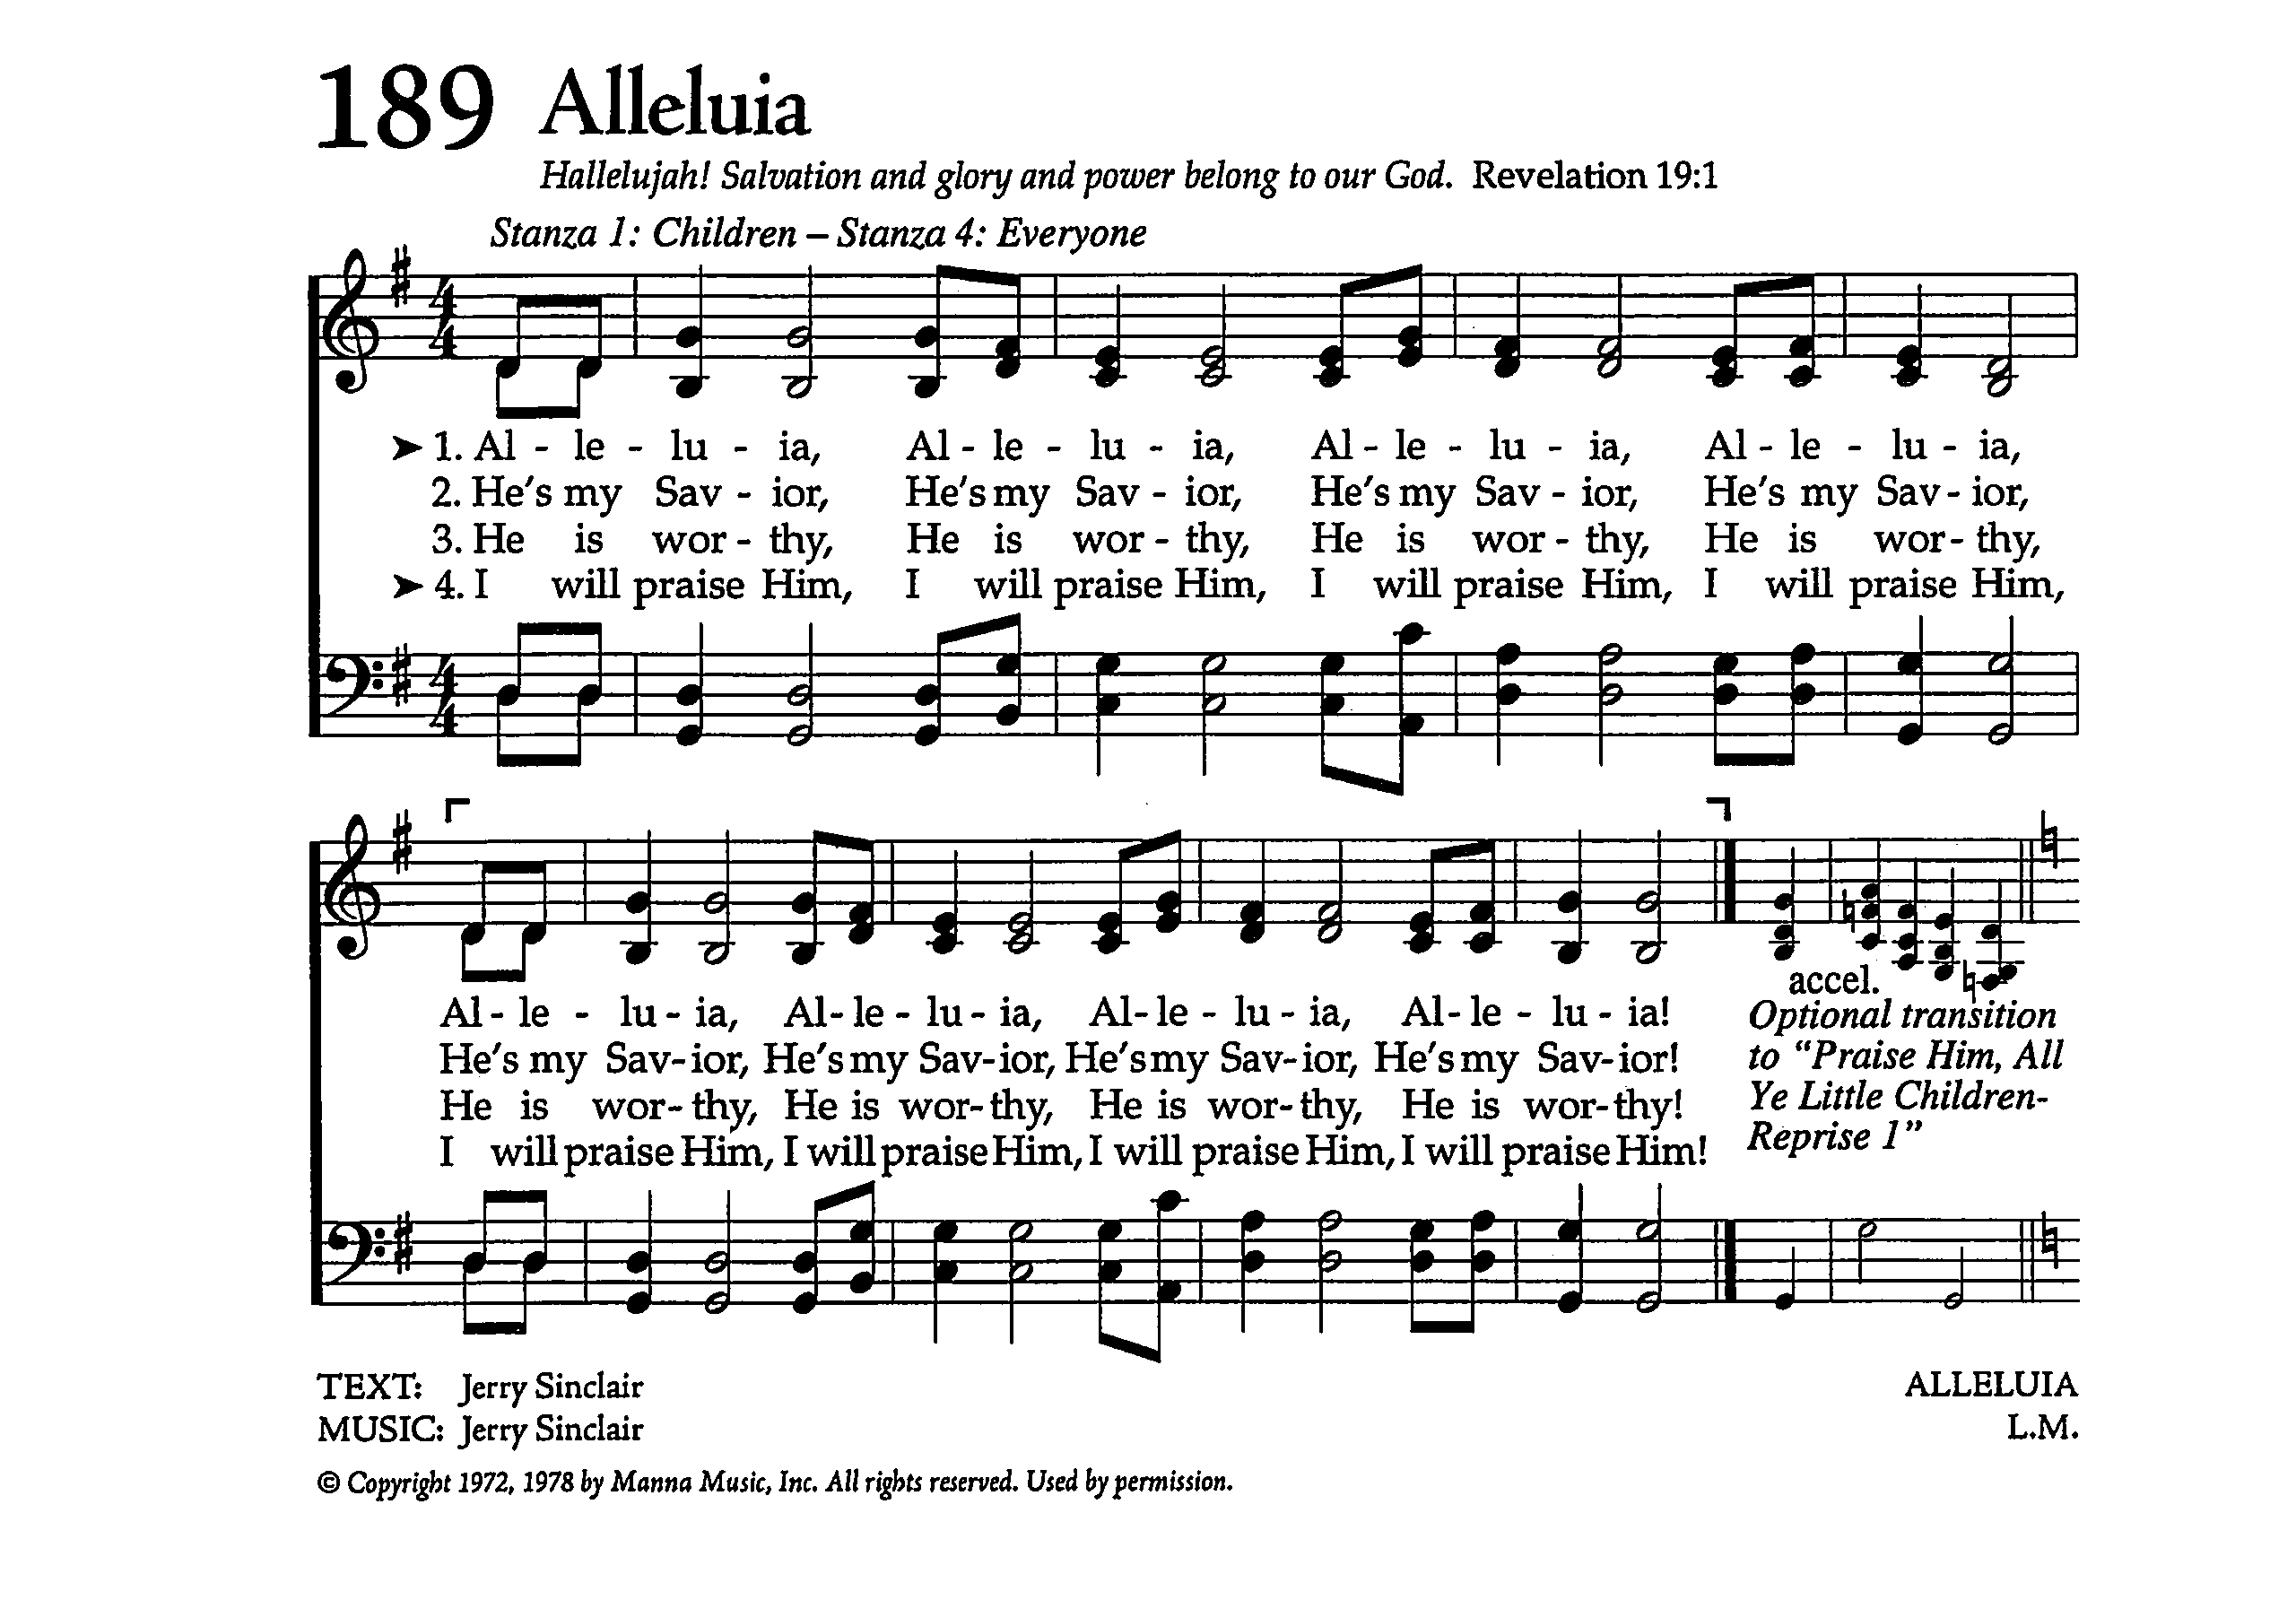 189 Alleluia
Hallelujah! Salvation and glory and power belong to our God. Revelation 19:1
Stanza 1: Children – Stanza 4: Everyone
4
4
➤ 1. Al - le - lu - ia, Al - le - lu - ia, Al - le - lu - ia, Al - le - lu - ia,
2. He's my Sav - ior, He's my Sav - ior, He's my Sav - ior, He's my Sav - ior,
3. He is wor - thy, He is wor - thy, He is wor - thy, He is wor - thy,
➤ 4. I will praise Him, I will praise Him, I will praise Him, I will praise Him,
4
4
accel.
Al - le - lu - ia, Al - le - lu - ia, Al - le - lu - ia, Al - le - lu - ia!
He's my Sav-ior, He's my Sav-ior, He's my Sav-ior, He's my Sav-ior!
He is wor-thy, He is wor-thy, He is wor-thy, He is wor-thy!
I will praise Him, I will praise Him, I will praise Him, I will praise Him!
Optional transition
to "Praise Him, All
Ye Little Children-
Reprise 1"
TEXT: Jerry Sinclair
MUSIC: Jerry Sinclair
ALLELUIA
L.M.
© Copyright 1972, 1978 by Manna Music, Inc. All rights reserved. Used by permission.